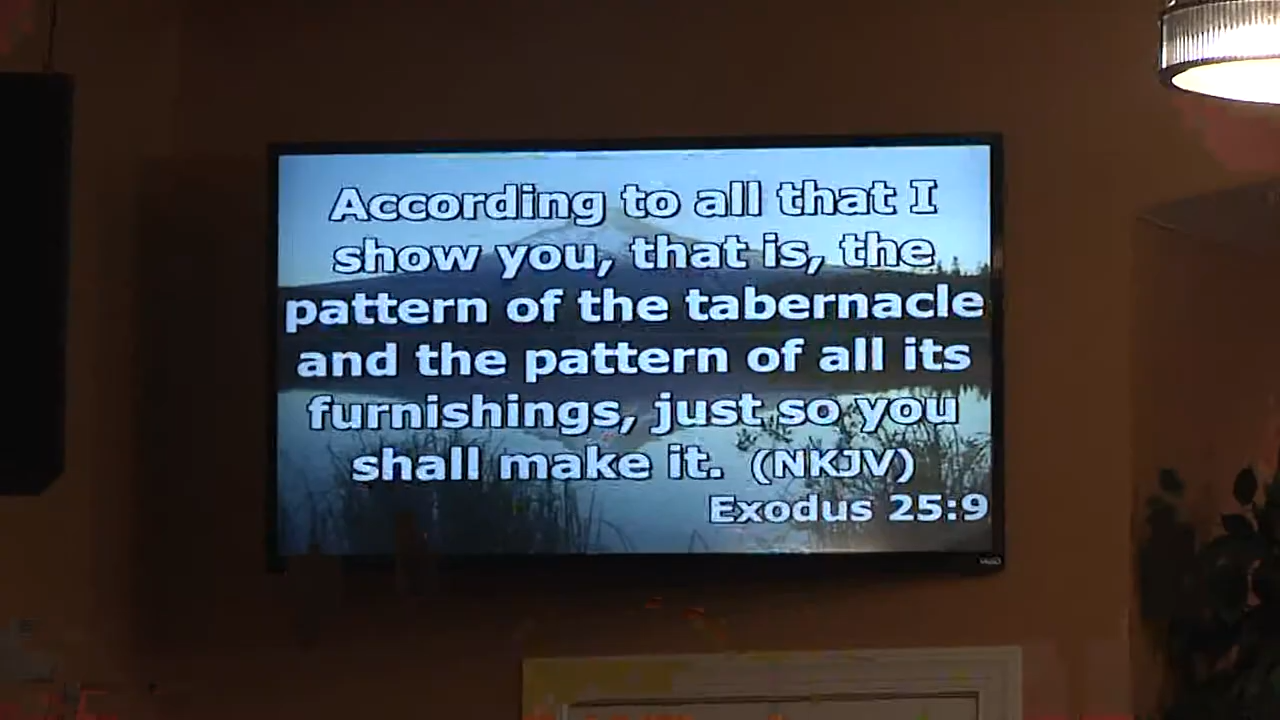 According to all that I
show you, that is, the
pattern of the tabernacle
and the pattern of all its
furnishings, just so you
shall make it. (NKJV)
Exodus 25:9
VIZIO